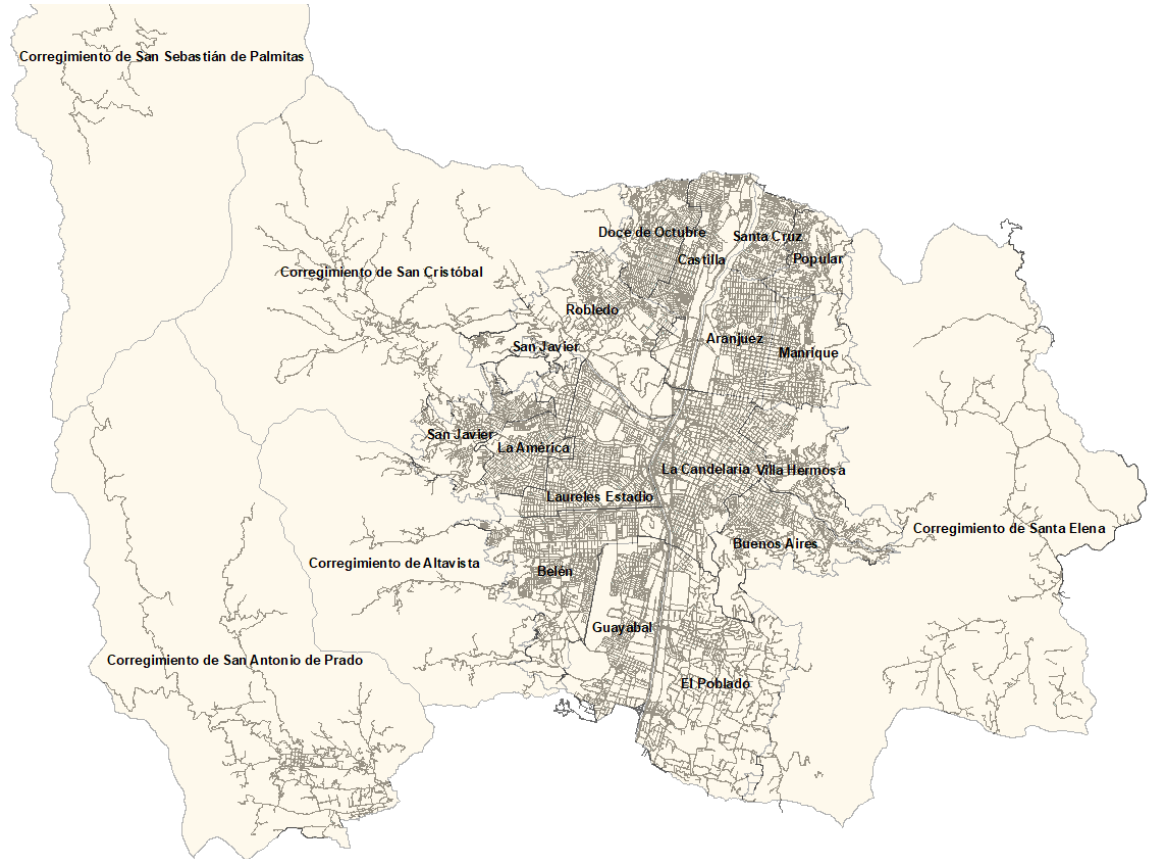 Corregimiento de San Sebastián de Palmitas
Doce de Octubre
Santa Cruz
Castilla
Popular
Corregimiento de San Cristóbal
Robledo
Aranjuez
San Javier
Manrique
San Javier
La América
La Candelaria
Villa Hermosa
Laureles Estadio
Corregimiento de Santa Elena
Buenos Aires
Corregimiento de Altavista
Belén
Guayabal
Corregimiento de San Antonio de Prado
El Poblado